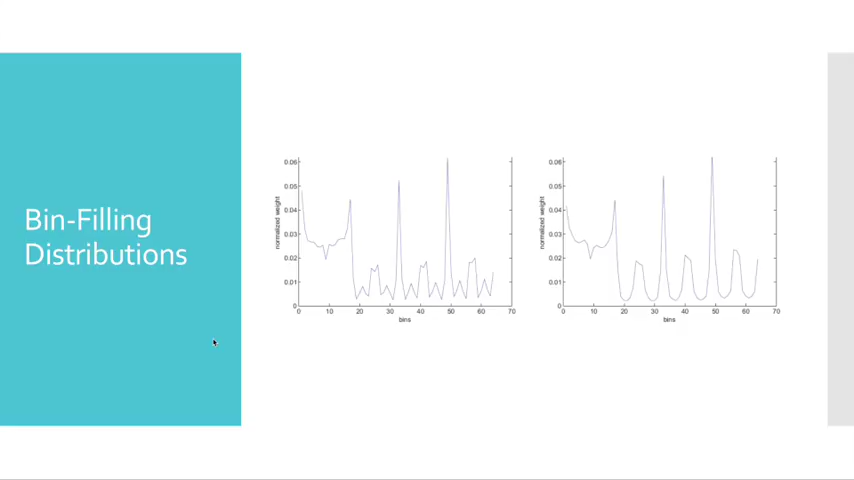 Bin-Filling
Distributions
normalized weight
0.06
0.05
0.04
0.03
0.02
0.01
0
0 10 20 30 40 50 60 70
bins
normalized weight
0.06
0.05
0.04
0.03
0.02
0.01
0
0 10 20 30 40 50 60 70
bins